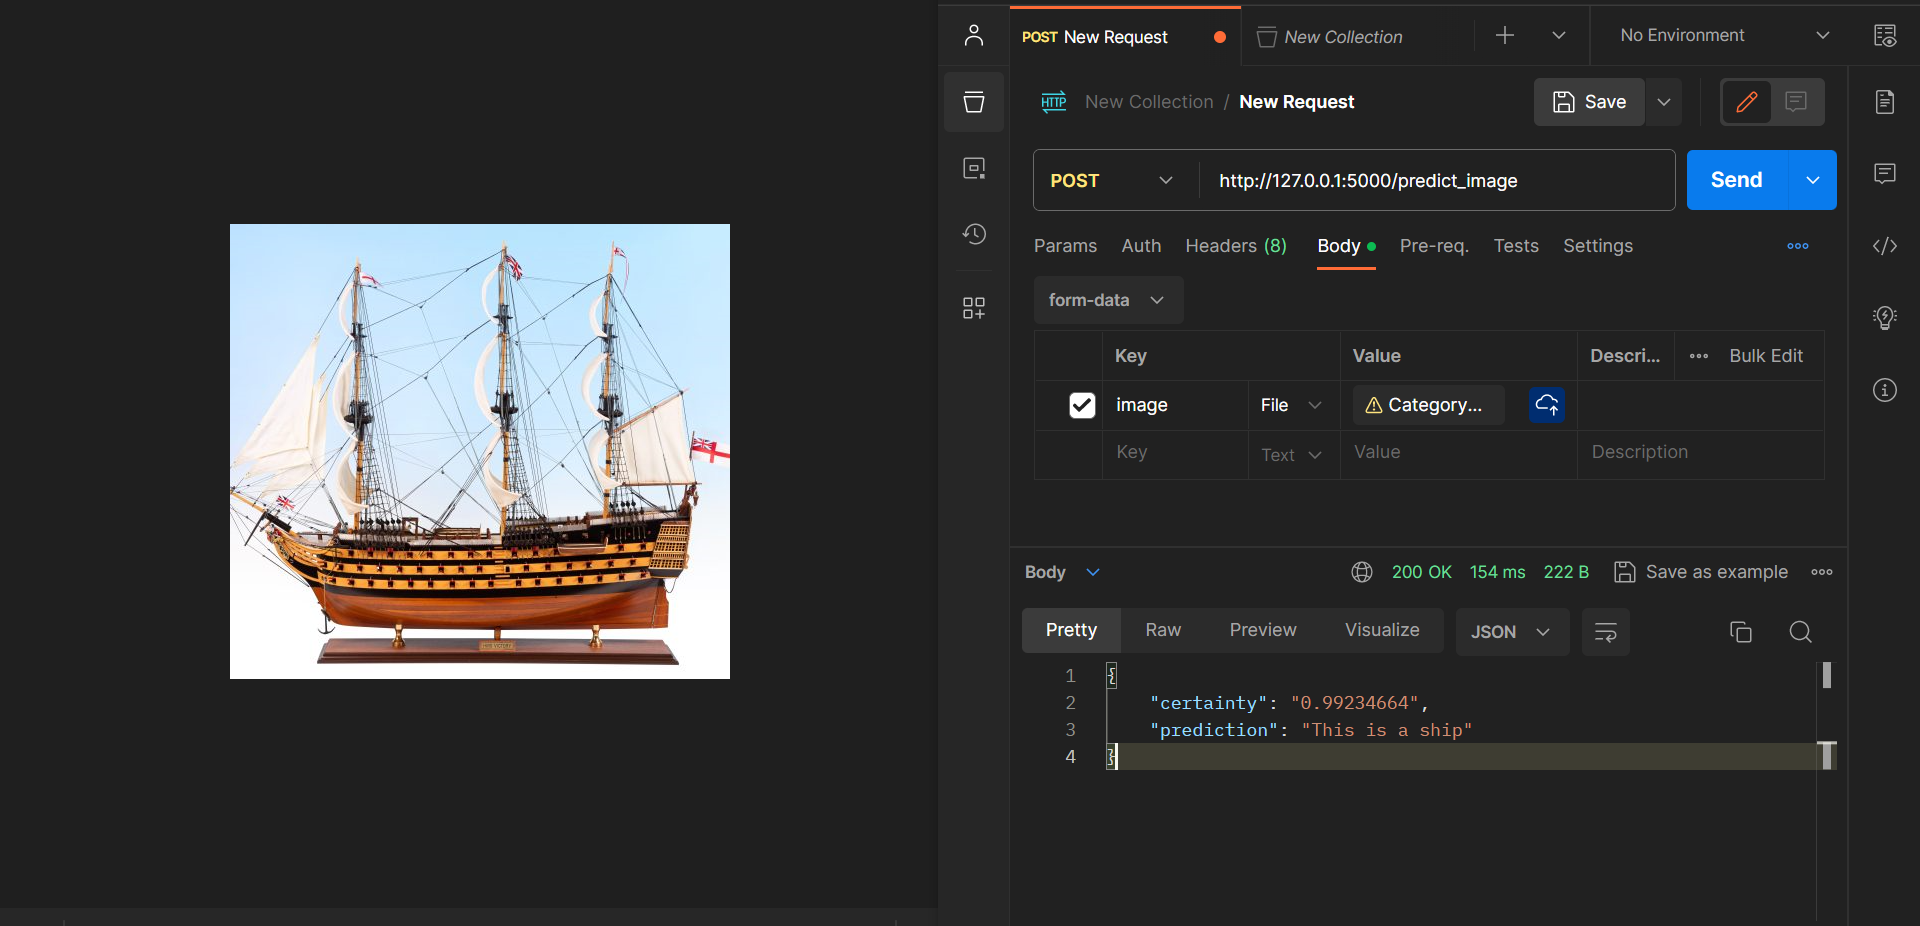 POST New Request
New Collection
No Environment
HTTP New Collection / New Request
Save
POST
http://127.0.0.1:5000/predict_image
Send
Params Auth Headers (8) Body Pre-req. Tests Settings
form-data
Key Value Descri... Bulk Edit
image File Category...
Key Text Value Description
Body 200 OK 154 ms 222 B Save as example
Pretty Raw Preview Visualize JSON
1 {
2 "certainty": "0.99234664",
3 "prediction": "This is a ship"
4 }